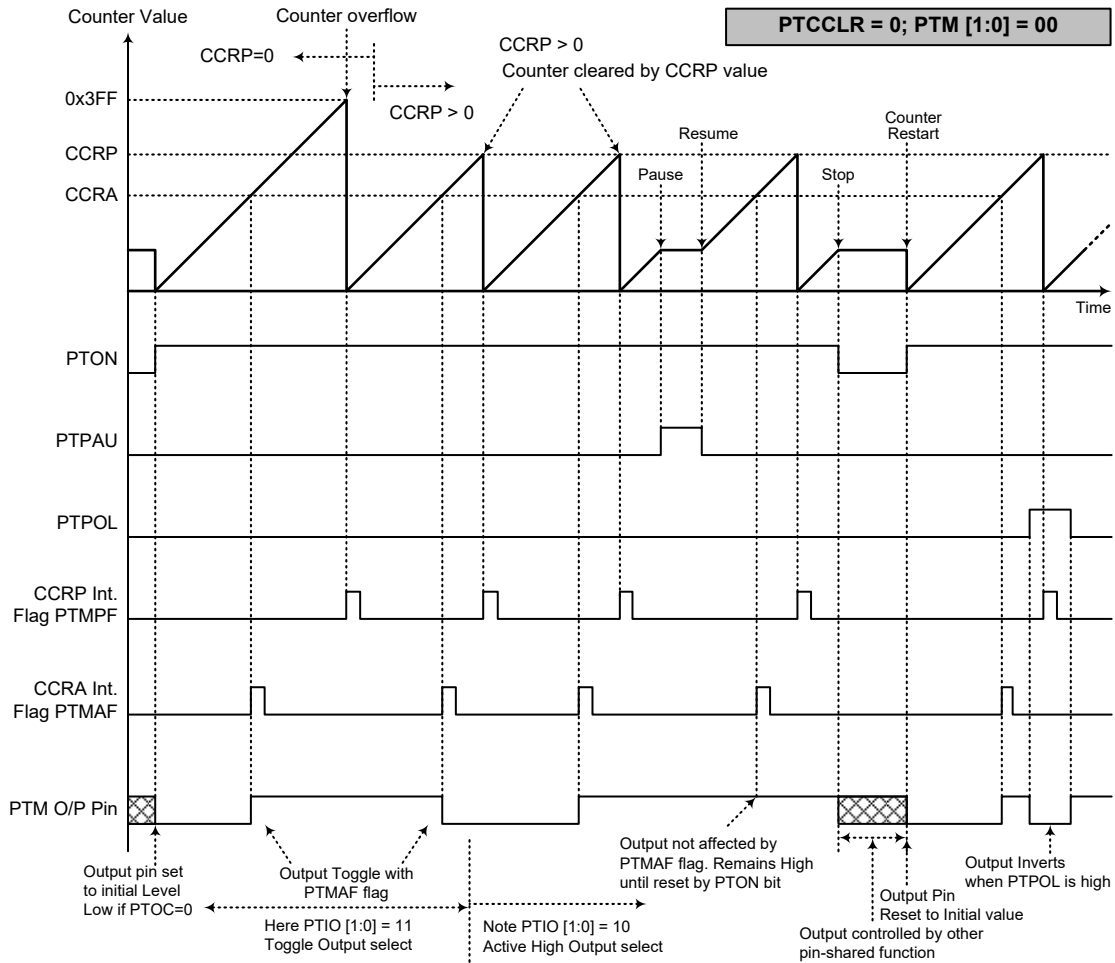 Counter Value
Counter overflow
PTCCLR = 0; PTM [1:0] = 00
CCRP=0
CCRP > 0
CCRP > 0
Counter cleared by CCRP value
0x3FF
CCRP
CCRA
Pause
Resume
Stop
Counter
Restart
Time
PTON
PTPAU
PTPOL
CCRP Int.
Flag PTMPF
CCRA Int.
Flag PTMAF
PTM O/P Pin
Output pin set
to initial Level
Low if PTOC=0
Output Toggle with
PTMAF flag
Here PTIO [1:0] = 11
Toggle Output select
Note PTIO [1:0] = 10
Active High Output select
Output not affected by
PTMAF flag. Remains High
until reset by PTON bit
Output Pin
Reset to Initial value
Output controlled by other
pin-shared function
Output Inverts
when PTPOL is high